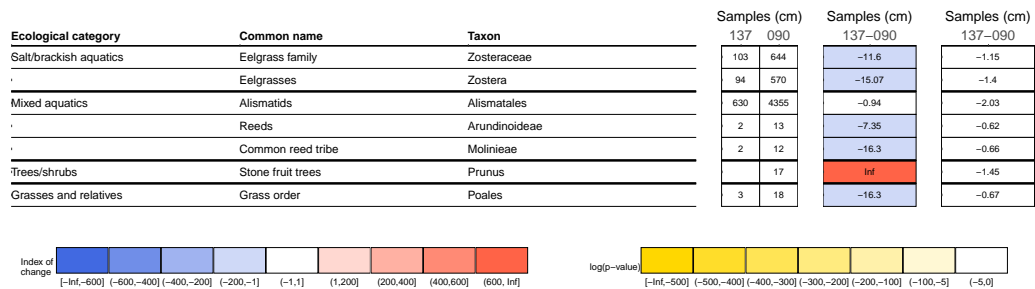 Samples (cm) Samples (cm) Samples (cm)
Ecological category Common name Taxon 137 090 137−090 137−090
Salt/brackish aquatics Eelgrass family Zosteraceae 103 644 −11.6 −1.15
Eelgrasses Zostera 94 570 −15.07 −1.4
Mixed aquatics Alismatids Alismatales 630 4355 −0.94 −2.03
Reeds Arundinoideae 2 13 −7.35 −0.62
Common reed tribe Molinieae 2 12 −16.3 −0.66
Trees/shrubs Stone fruit trees Prunus 17 Inf −1.45
Grasses and relatives Grass order Poales 3 18 −16.3 −0.67
Index of
change
log(p−value)
[−Inf,−600] (−600,−400] (−400,−200] (−200,−1] (−1,1] (1,200] (200,400] (400,600] (600, Inf] [−Inf,−500] (−500,−400] (−400,−300] (−300,−200] (−200,−100] (−100,−5] (−5,0]